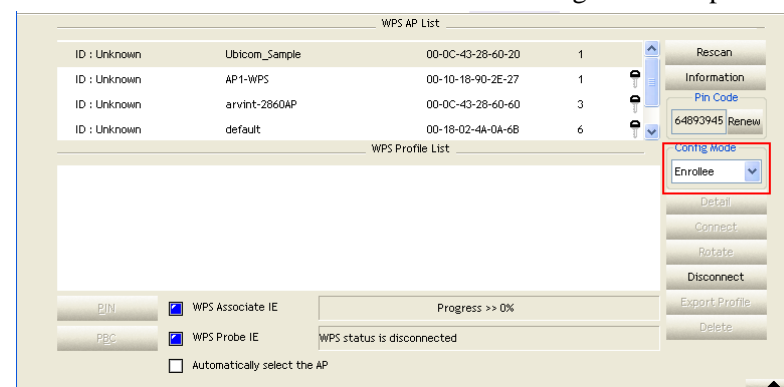 WPS AP List
ID : Unknown Ubicom_Sample 00-0C-43-28-60-20 1
ID : Unknown AP1-WPS 00-10-18-90-2E-27 1
ID : Unknown arvint-2860AP 00-0C-43-28-60-60 3
ID : Unknown default 00-18-02-4A-0A-6B 6
Rescan
Information
Pin Code
64893945 Renew
WPS Profile List
Config Mode
Enrollee
Detail
Connect
Rotate
Disconnect
Export Profile
Delete
PIN WPS Associate IE Progress >> 0%
PBC WPS Probe IE WPS status is disconnected
Automatically select the AP